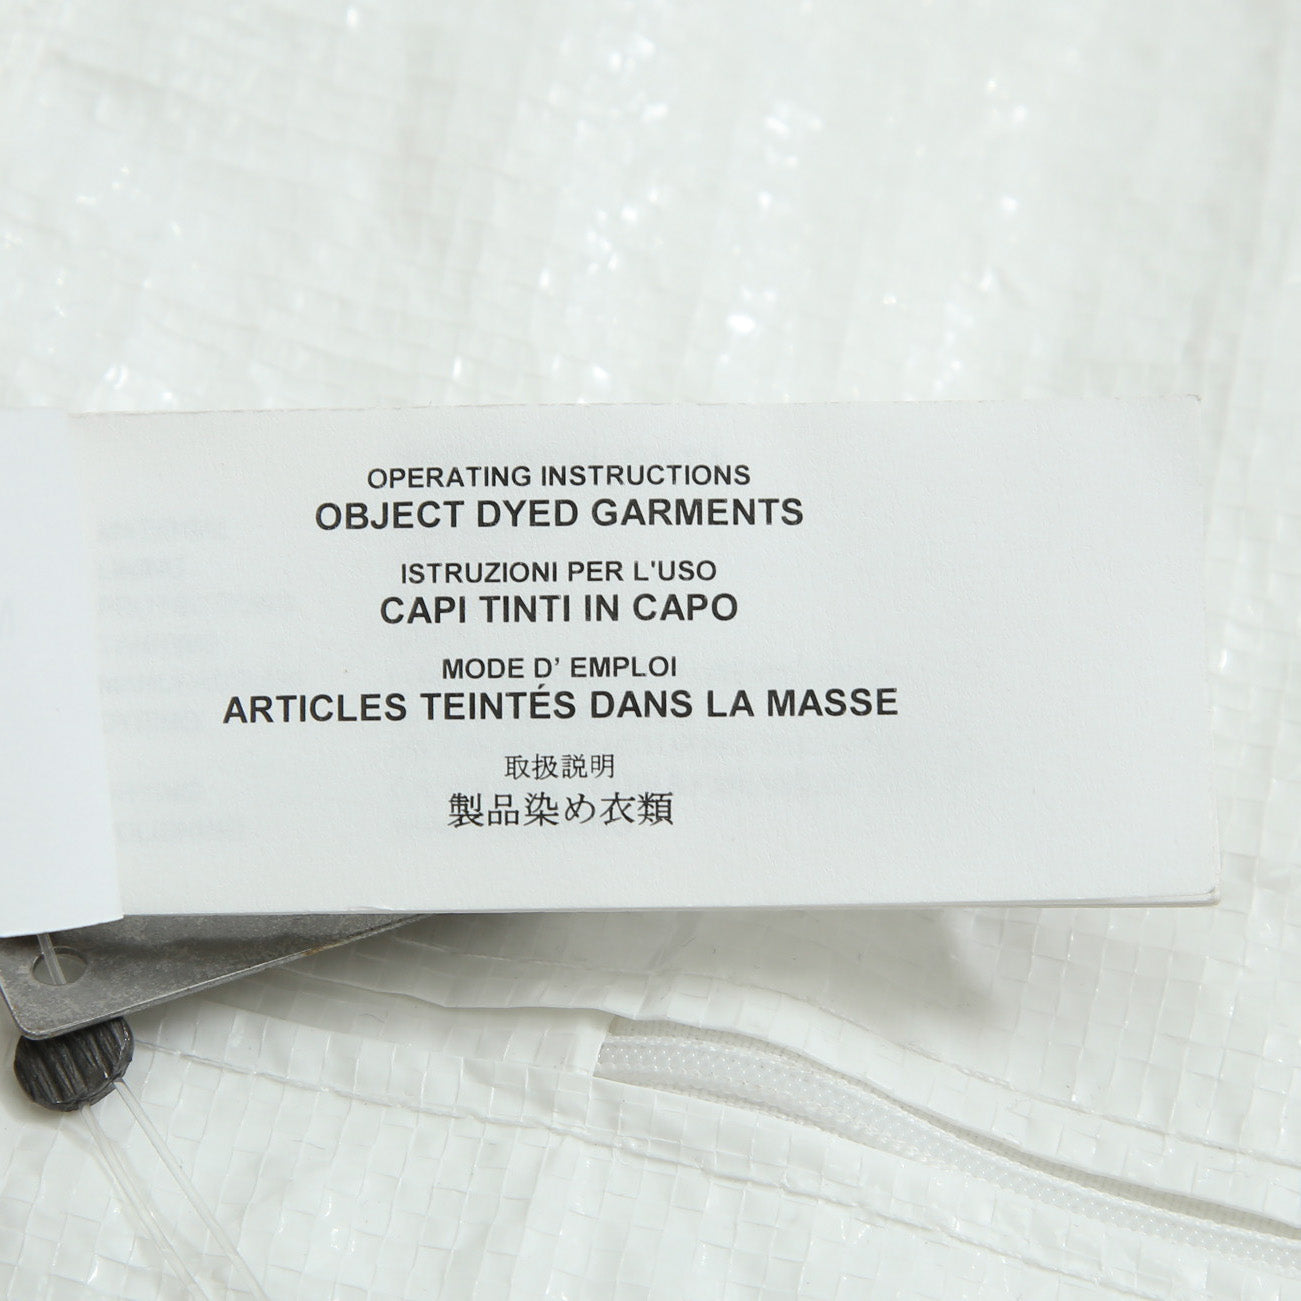 OPERATING INSTRUCTIONS
OBJECT DYED GARMENTS
ISTRUZIONI PER L'USO
CAPI TINTI IN CAPO
MODE D’ EMPLOI
ARTICLES TEINTÉS DANS LA MASSE
取扱説明
製品染め衣類